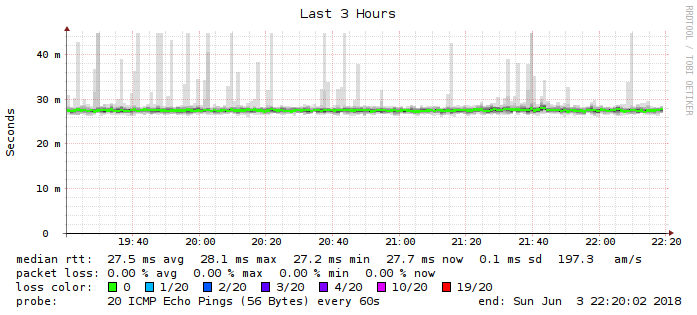 Last 3 Hours
RRDTOOL / TOBI OETIKER
Seconds
40 m
30 m
20 m
10 m
0
19:40 20:00 20:20 20:40 21:00 21:20 21:40 22:00 22:20
median rtt: 27.5 ms avg 28.1 ms max 27.2 ms min 27.7 ms now 0.1 ms sd 197.3 am/s
packet loss: 0.00 % avg 0.00 % max 0.00 % min 0.00 % now
loss color: 0 1/20 2/20 3/20 4/20 10/20 19/20
probe: 20 ICMP Echo Pings (56 Bytes) every 60s end: Sun Jun 3 22:20:02 2018